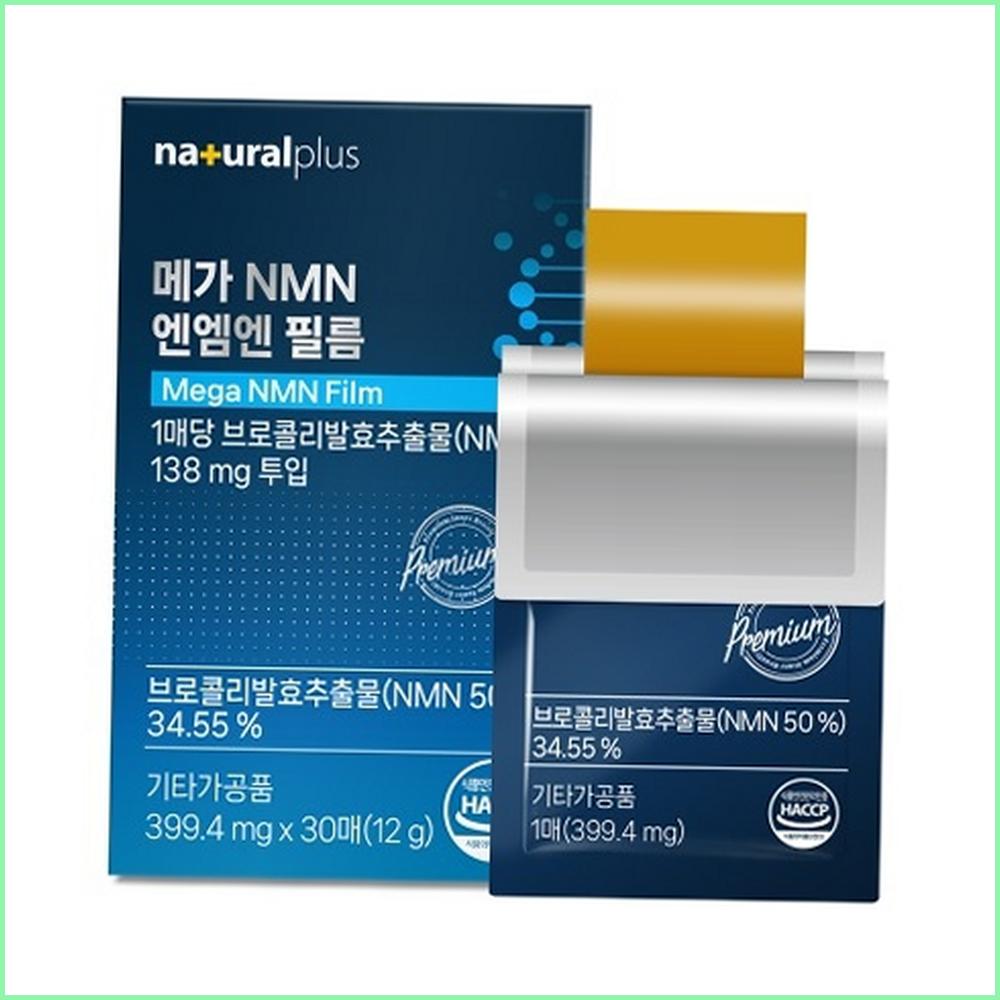 na+uralplus
메가 NMN
엔엠엔 필름
Mega NMN Film
1매당 브로콜리발효추출물(NM
138 mg 투입
Premium
브로콜리발효추출물(NMN 50
34.55 %
기타가공품
399.4 mg x 30매(12 g)
HA
Premium
브로콜리발효추출물(NMN 50 %)
34.55 %
기타가공품
1매(399.4 mg)
HACCP